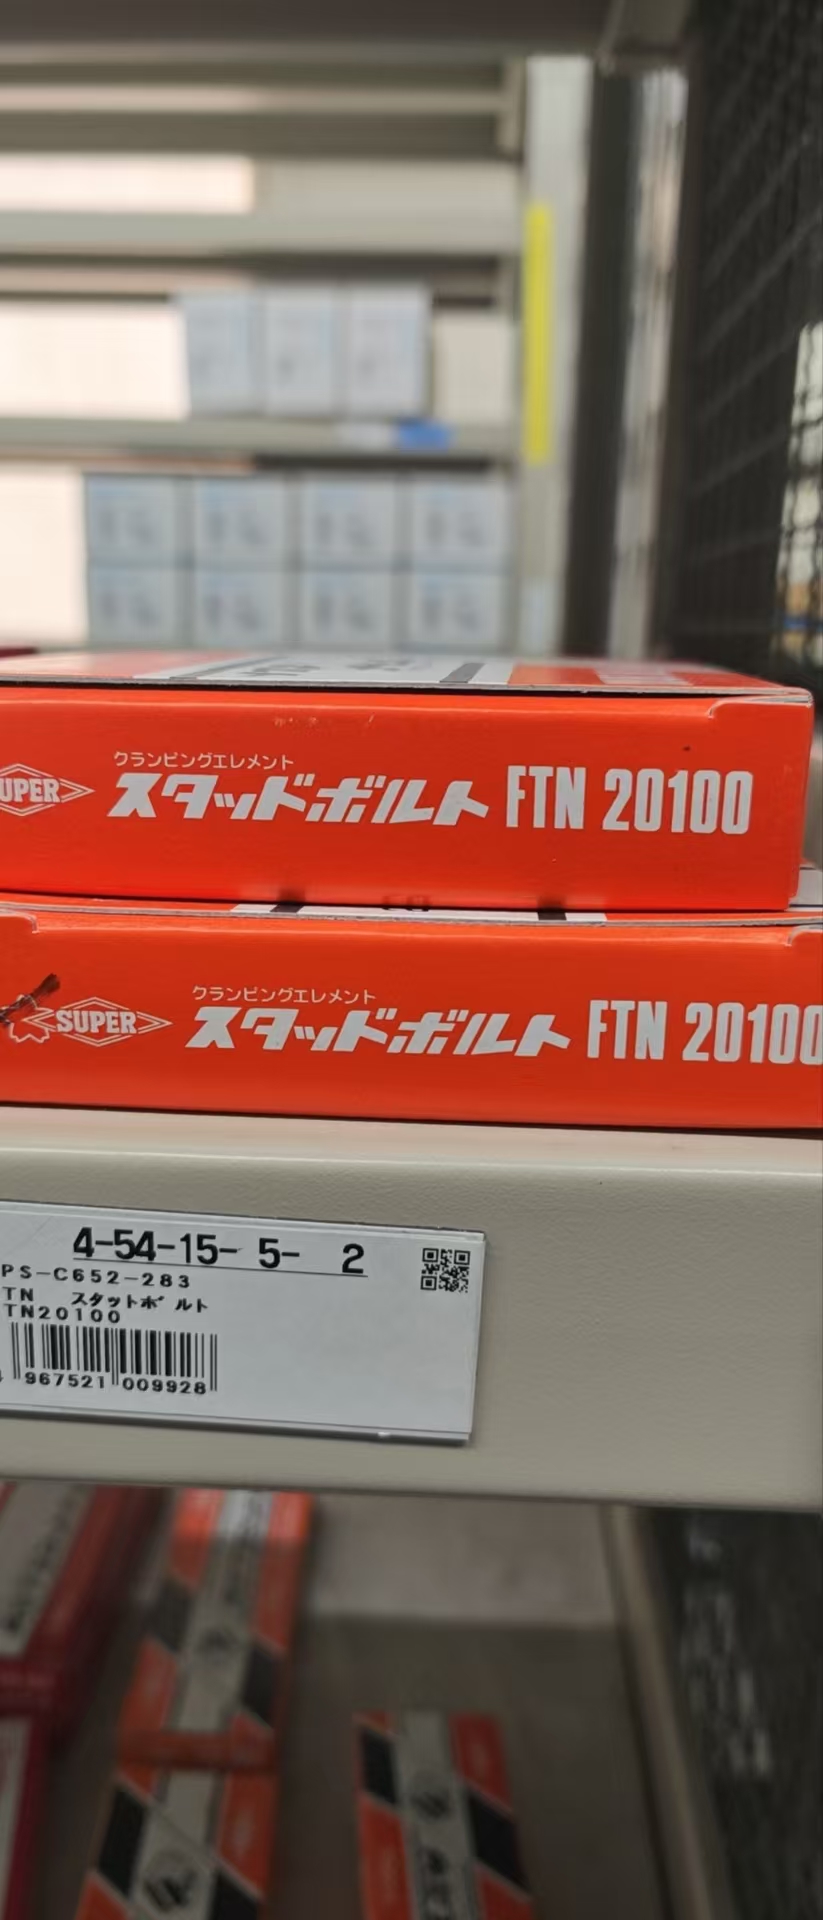 クランピングエレメント
UPER スタッドボルト FTN 20100
クランピングエレメント
SUPER スタッドボルト FTN 20100
4-54-15- 5- 2
PS-C652-283
TN スタットボルト
TN20100
967521 009928